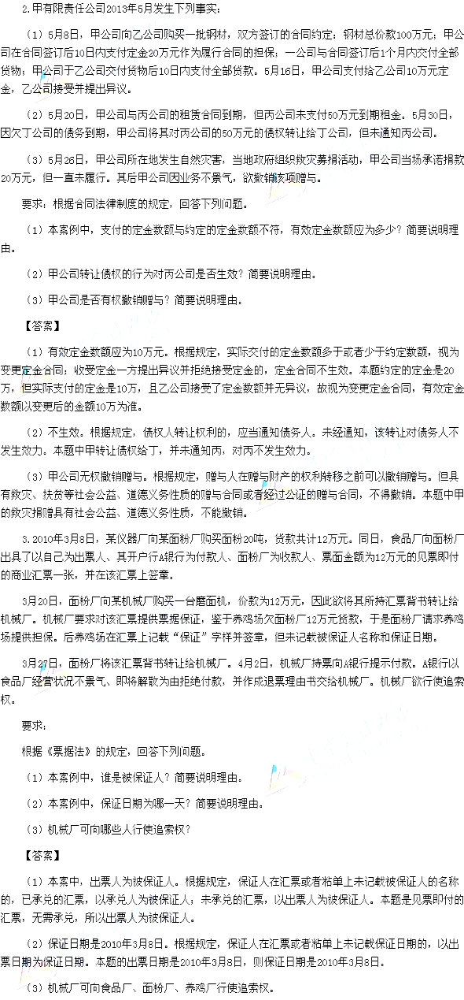 2.甲有限责任公司2013年5月发生下列事实：
（1）5月8日，甲公司向乙公司购买一批钢材，双方签订的合同约定：钢材总价款100万元；甲公
司在合同签订后10日内支付定金20万元作为履行合同的担保；一公司与合同签订后1个月内交付全部
货物；甲公司于乙公司交付货物后10日内支付全部货款。5月16日，甲公司支付给乙公司10万元定
金，乙公司接受并提出异议。
（2）5月20日，甲公司与丙公司的租赁合同到期，但丙公司未支付50万元到期租金。5月30日，
因欠丁公司的债务到期，甲公司将其对丙公司的50万元的债权转让给丁公司，但未通知丙公司。
（3）5月26日，甲公司所在地发生自然灾害，当地政府组织救灾募捐活动，甲公司当场承诺捐款
20万元，但一直未履行。其后甲公司因业务不景气，欲撤销该项赠与。
要求：根据合同法律制度的规定，回答下列问题。
（1）本案例中，支付的定金数额与约定的定金数额不符，有效定金数额应为多少？简要说明理
由。
（2）甲公司转让债权的行为对丙公司是否生效？简要说明理由。
（3）甲公司是否有权撤销赠与？简要说明理由。
【答案】
（1）有效定金数额应为10万元。根据规定，实际交付的定金数额多于或者少于约定数额，视为
变更定金合同；收受定金一方提出异议并拒绝接受定金的，定金合同不生效。本题约定的定金是20
万，但实际支付的定金是10万，且乙公司接受了定金数额并无异议，故视为变更定金合同，有效定金
数额以变更后的金额10万为准。
（2）不生效。根据规定，债权人转让权利的，应当通知债务人。未经通知，该转让对债务人不
发生效力。本题中甲转让债权给丁，并未通知丙，对丙不发生效力。
（3）甲公司无权撤销赠与。根据规定，赠与人在赠与财产的权利转移之前可以撤销赠与。但具
有救灾、扶贫等社会公益、道德义务性质的赠与合同或者经过公证的赠与合同，不得撤销。本题中甲
的救灾捐赠具有社会公益、道德义务性质，不能撤销。
3.2010年3月8日，某仪器厂向某面粉厂购买面粉20吨，货款共计12万元。同日，食品厂向面粉厂
出具了以自己为出票人、其开户行A银行为付款人、面粉厂为收款人、票面金额为12万元的见票即付
的商业汇票一张，并在该汇票上签章。
3月20日，面粉厂向某机械厂购买一台磨面机，价款为12万元，因此欲将其所持汇票背书转让给
机械厂。机械厂要求对该汇票提供票据保证，鉴于养鸡场欠面粉厂12万元货款，于是面粉厂请求养鸡
场提供担保。后养鸡场在汇票上记载“保证”字样并签章，但未记载被保证人名称和保证日期。
3月27日，面粉厂将该汇票背书转让给机械厂。4月2日，机械厂持票向A银行提示付款。A银行以
食品厂经营状况不景气、即将解散为由拒绝付款，并作成退票理由书交给机械厂。机械厂欲行使追索
权。
要求：
根据《票据法》的规定，回答下列问题。
（1）本案例中，谁是被保证人？简要说明理由。
（2）本案例中，保证日期为哪一天？简要说明理由。
（3）机械厂可向哪些人行使追索权？
【答案】
（1）本案中，出票人为被保证人。根据规定，保证人在汇票或者粘单上未记载被保证人的名称
的，已承兑的汇票，以承兑人为被保证人；未承兑的汇票，以出票人为被保证人。本题是见票即付的
汇票，无需承兑，所以出票人为被保证人。
（2）保证日期是2010年3月8日。根据规定，保证人在汇票或者粘单上未记载保证日期的，以出
票日期为保证日期。本题的出票日期是2010年3月8日，则保证日期是2010年3月8日。
（3）机械厂可向食品厂、面粉厂、养鸡厂行使追索权。